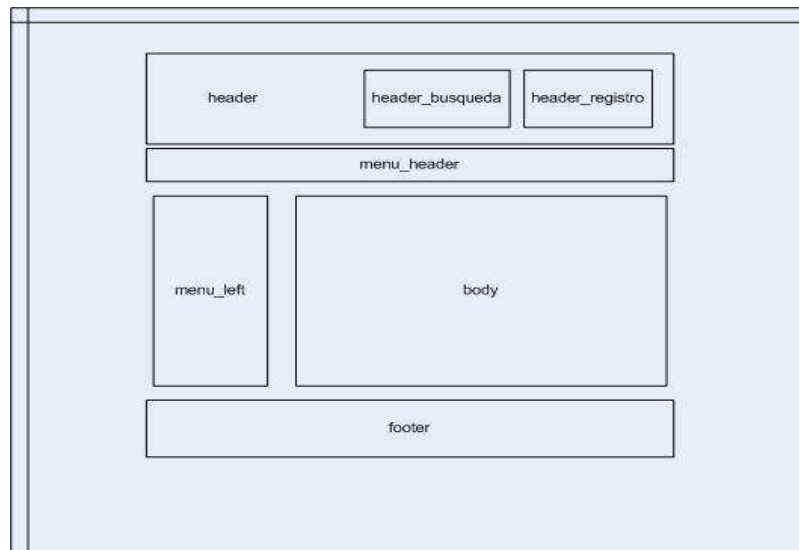 header
header_busqueda
header_registro
menu_header
menu_left
body
footer